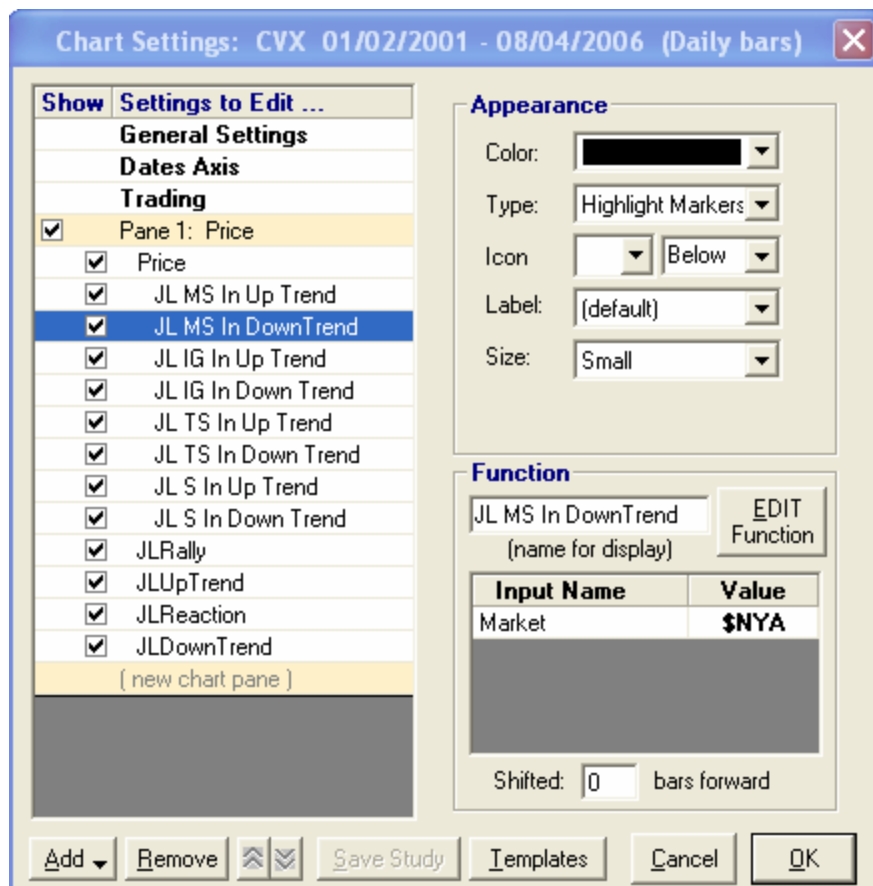 Chart Settings: CVX 01/02/2001 - 08/04/2006 (Daily bars)
Show Settings to Edit ...
General Settings
Dates Axis
Trading
Pane 1: Price
Price
JL MS In Up Trend
JL MS In DownTrend
JL IG In Up Trend
JL IG In Down Trend
JL TS In Up Trend
JL TS In Down Trend
JL S In Up Trend
JL S In Down Trend
JLRally
JLUpTrend
JLReaction
JLDownTrend
( new chart pane )
Appearance
Color:
Type: Highlight Markers
Icon Below
Label: (default)
Size: Small
Function
JL MS In DownTrend
(name for display)
EDIT
Function
Input Name Value
Market $NYA
Shifted: 0 bars forward
Add Remove Save Study Templates Cancel OK